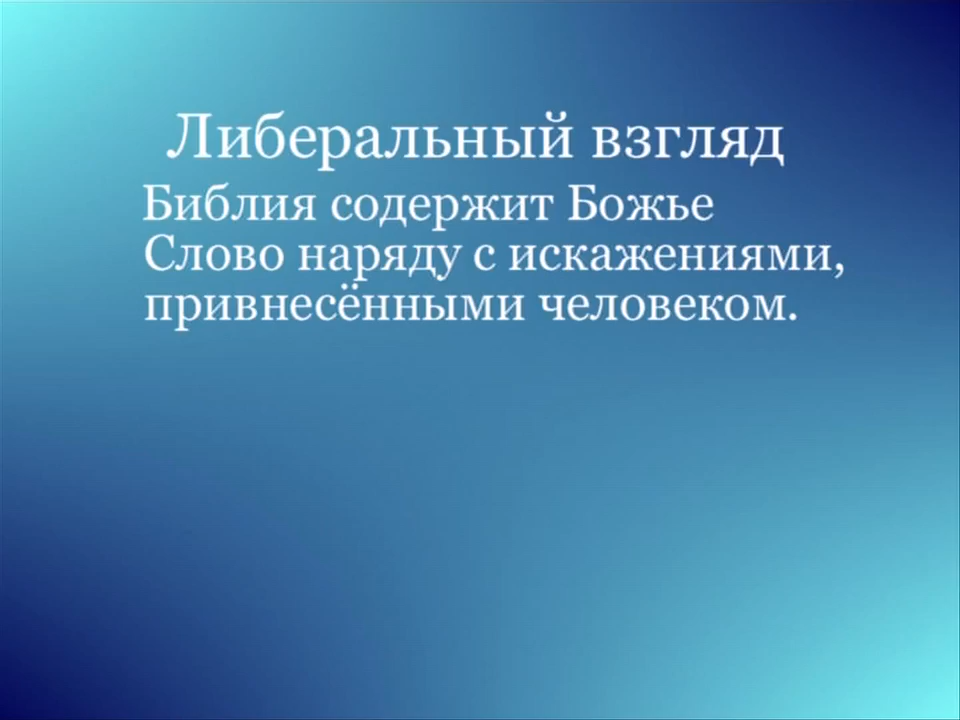 Либеральный взгляд
Библия содержит Божье
Слово наряду с искажениями,
привнесёнными человеком.